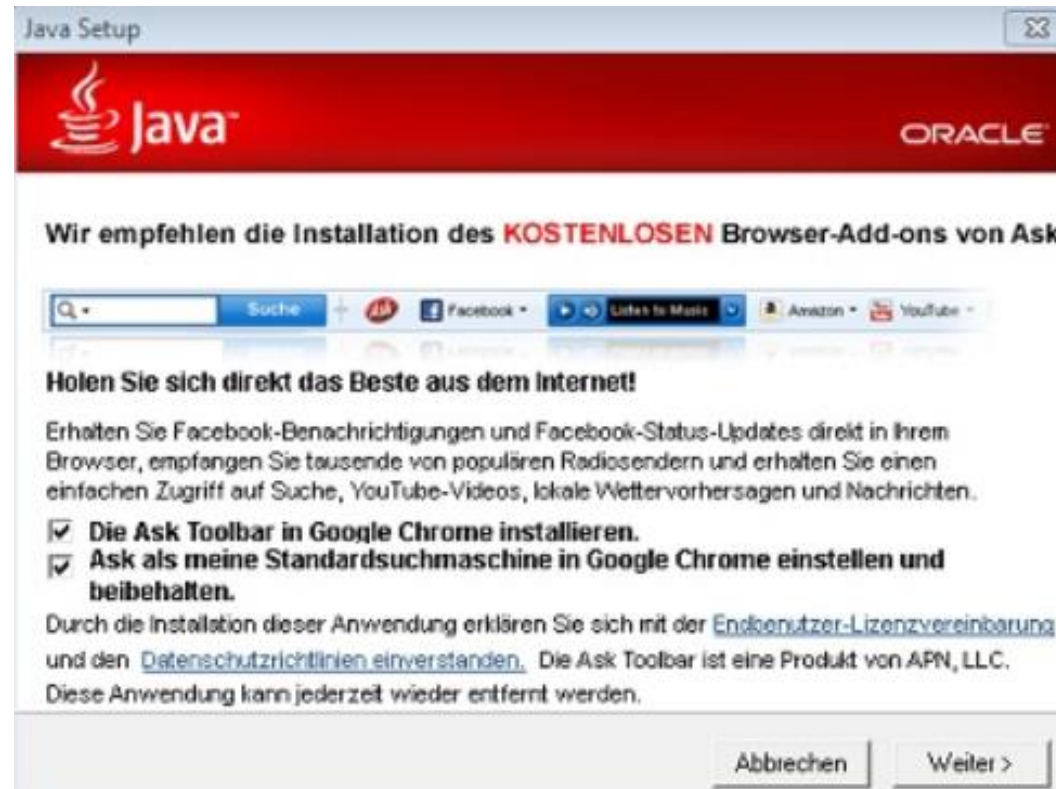 Java Setup
Java™
ORACLE
Wir empfehlen die Installation des KOSTENLOSEN Browser-Add-ons von Ask
Suche Ask Facebook Listen to Music Amazon YouTube
Holen Sie sich direkt das Beste aus dem Internet!
Erhalten Sie Facebook-Benachrichtigungen und Facebook-Status-Updates direkt in Ihrem
Browser, empfangen Sie tausende von populären Radiosendern und erhalten Sie einen
einfachen Zugriff auf Suche, YouTube-Videos, lokale Wettervorhersagen und Nachrichten.
Die Ask Toolbar in Google Chrome installieren.
Ask als meine Standardsuchmaschine in Google Chrome einstellen und
beibehalten.
Durch die Installation dieser Anwendung erklären Sie sich mit der Endbenutzer-Lizenzvereinbarung
und den Datenschutzrichtlinien einverstanden. Die Ask Toolbar ist eine Produkt von APN, LLC.
Diese Anwendung kann jederzeit wieder entfernt werden.
Abbrechen Weiter >